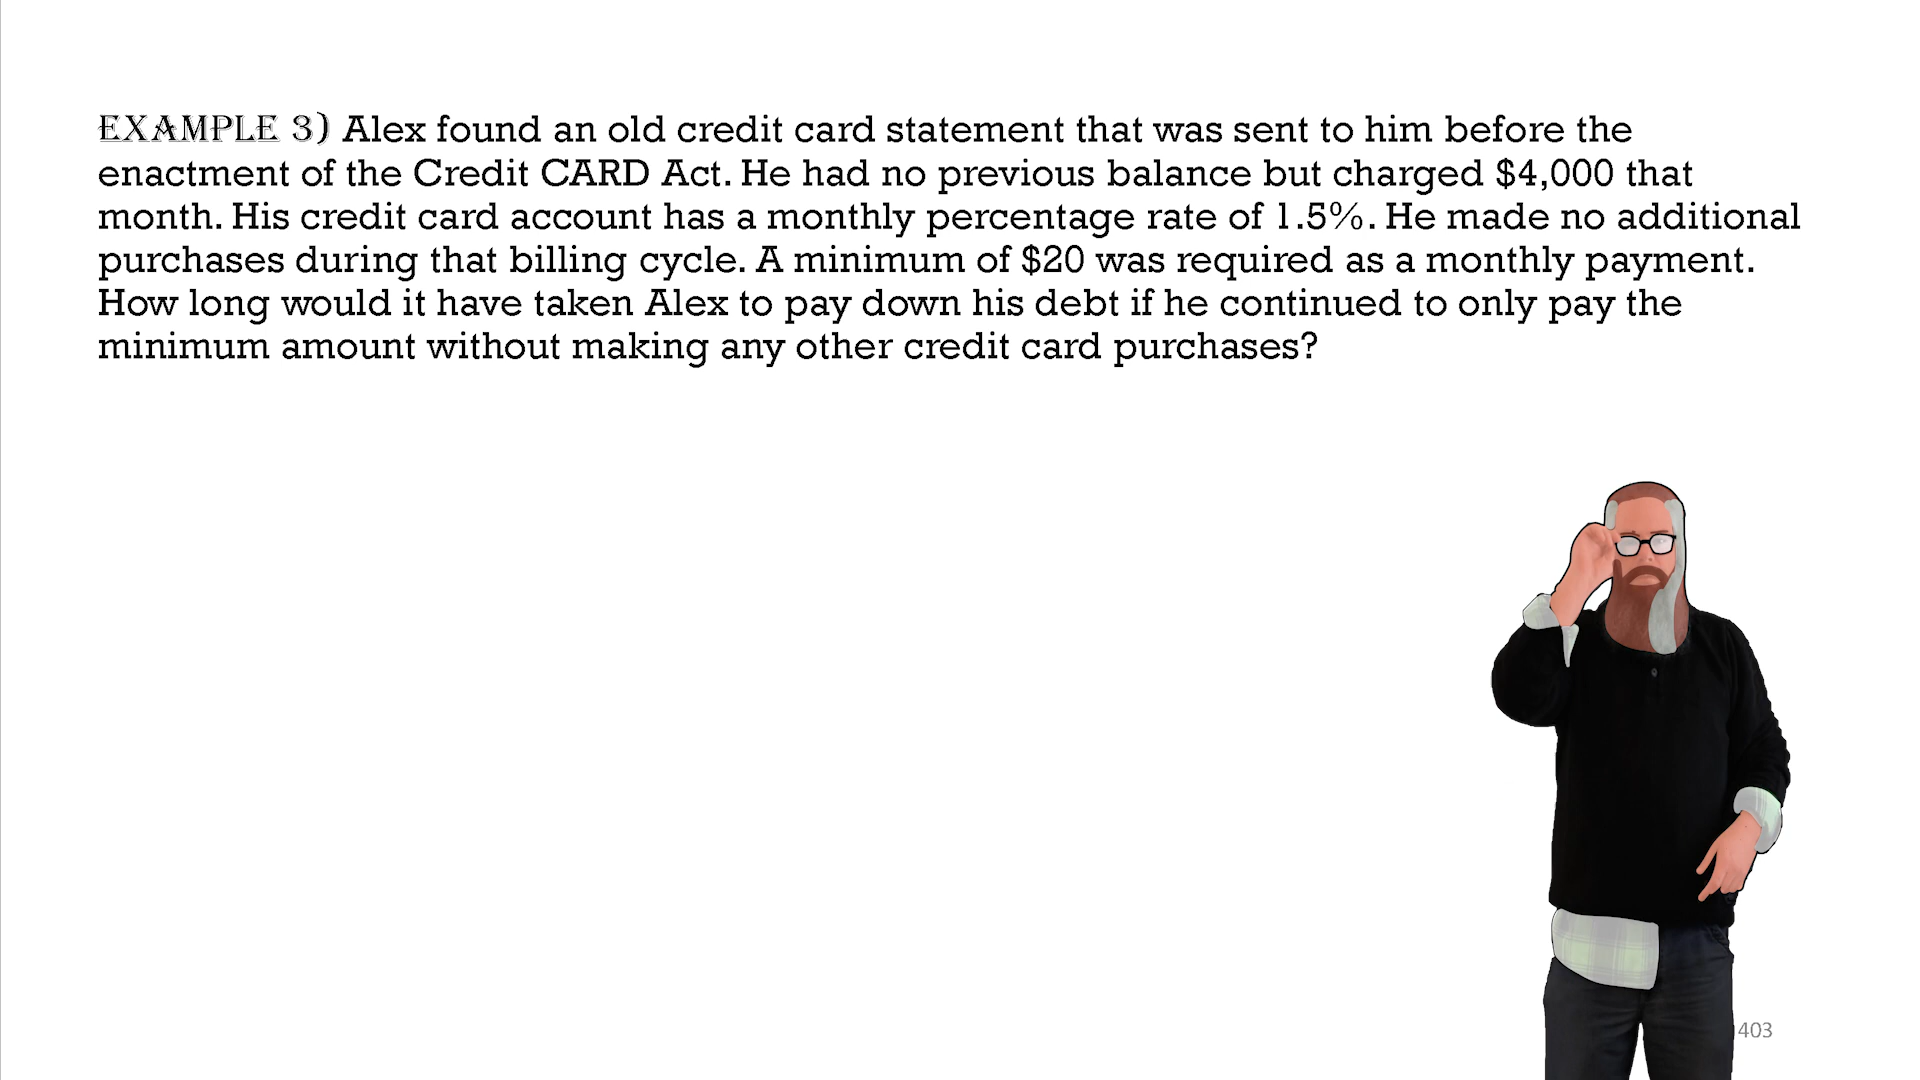 EXAMPLE 3) Alex found an old credit card statement that was sent to him before the
enactment of the Credit CARD Act. He had no previous balance but charged $4,000 that
month. His credit card account has a monthly percentage rate of 1.5%. He made no additional
purchases during that billing cycle. A minimum of $20 was required as a monthly payment.
How long would it have taken Alex to pay down his debt if he continued to only pay the
minimum amount without making any other credit card purchases?
403